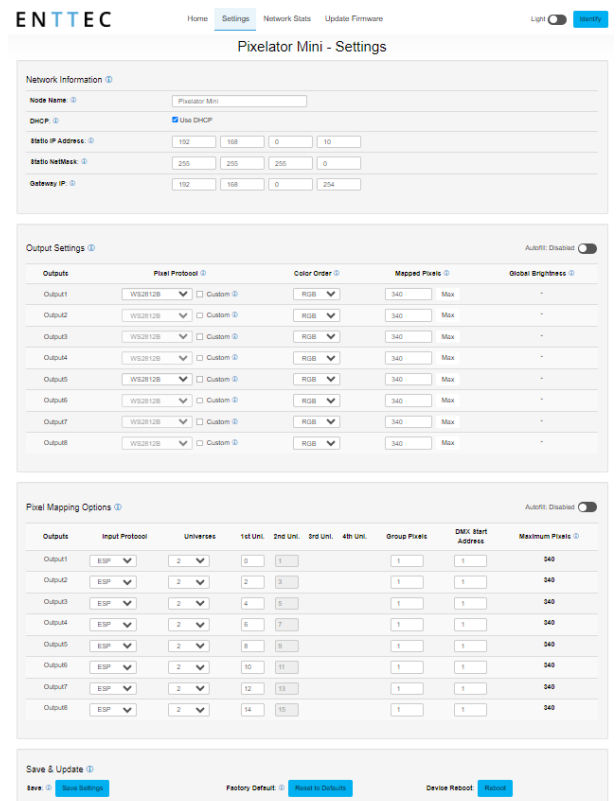 ENTTEC Home Settings Network Stats Update Firmware Light Identify
Pixelator Mini - Settings
Network Information
Node Name: Pixelator Mini
DHCP: Use DHCP
Static IP Address: 192 168 0 10
Static NetMask: 255 255 255 0
Gateway IP: 192 168 0 254
Output Settings Autofill: Disabled
Outputs Pixel Protocol Color Order Mapped Pixels Global Brightness
Output1 WS2812B Custom RGB 340 Max -
Output2 WS2812B Custom RGB 340 Max -
Output3 WS2812B Custom RGB 340 Max -
Output4 WS2812B Custom RGB 340 Max -
Output5 WS2812B Custom RGB 340 Max -
Output6 WS2812B Custom RGB 340 Max -
Output7 WS2812B Custom RGB 340 Max -
Output8 WS2812B Custom RGB 340 Max -
Pixel Mapping Options Autofill: Disabled
Outputs Input Protocol Universes 1st Uni. 2nd Uni. 3rd Uni. 4th Uni. Group Pixels DMX Start Address Maximum Pixels
Output1 ESP 2 0 1 1 1 340
Output2 ESP 2 2 3 1 1 340
Output3 ESP 2 4 5 1 1 340
Output4 ESP 2 6 7 1 1 340
Output5 ESP 2 8 9 1 1 340
Output6 ESP 2 10 11 1 1 340
Output7 ESP 2 12 13 1 1 340
Output8 ESP 2 14 15 1 1 340
Save & Update
Save: Save Settings Factory Default: Reset to Defaults Device Reboot: Reboot